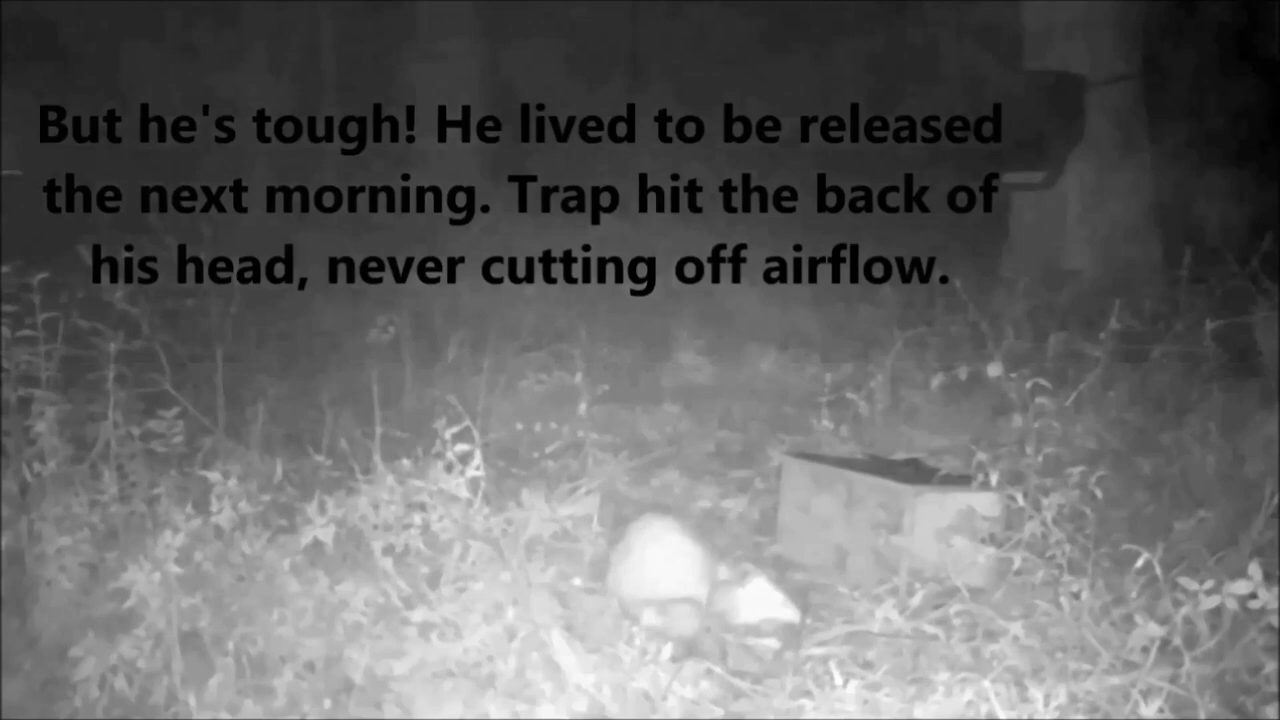 But he's tough! He lived to be released
the next morning. Trap hit the back of
his head, never cutting off airflow.